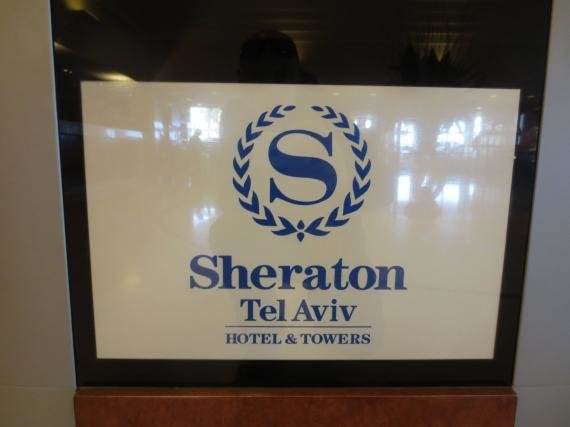 S
Sheraton
Tel Aviv
HOTEL & TOWERS